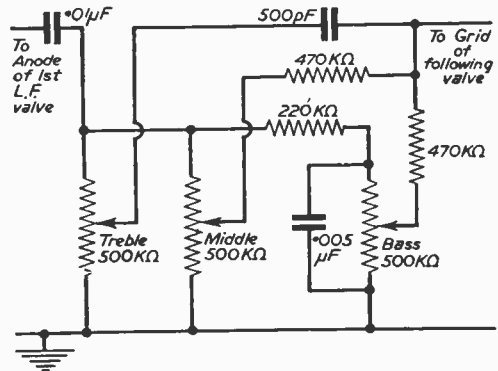 ·01μF
500pF
To
Anode
of 1st
L.F.
valve
To Grid
of
following
valve
470KΩ
220KΩ
470KΩ
Treble
500KΩ
Middle
500KΩ
·005
μF
Bass
500KΩ